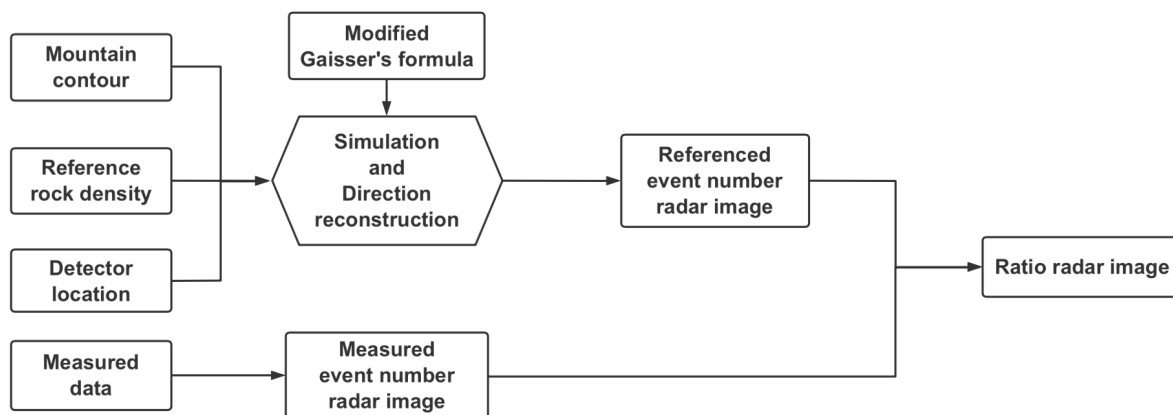 Modified
Gaisser's formula
Mountain
contour
Reference
rock density
Detector
location
Simulation
and
Direction
reconstruction
Referenced
event number
radar image
Measured
data
Measured
event number
radar image
Ratio radar image